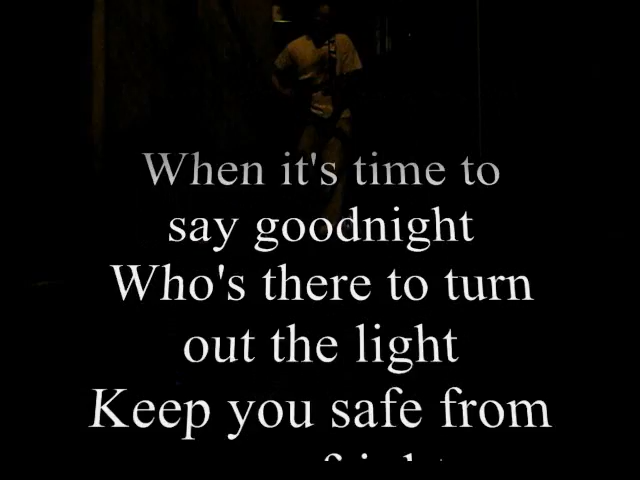 When it's time to
say goodnight
Who's there to turn
out the light
Keep you safe from